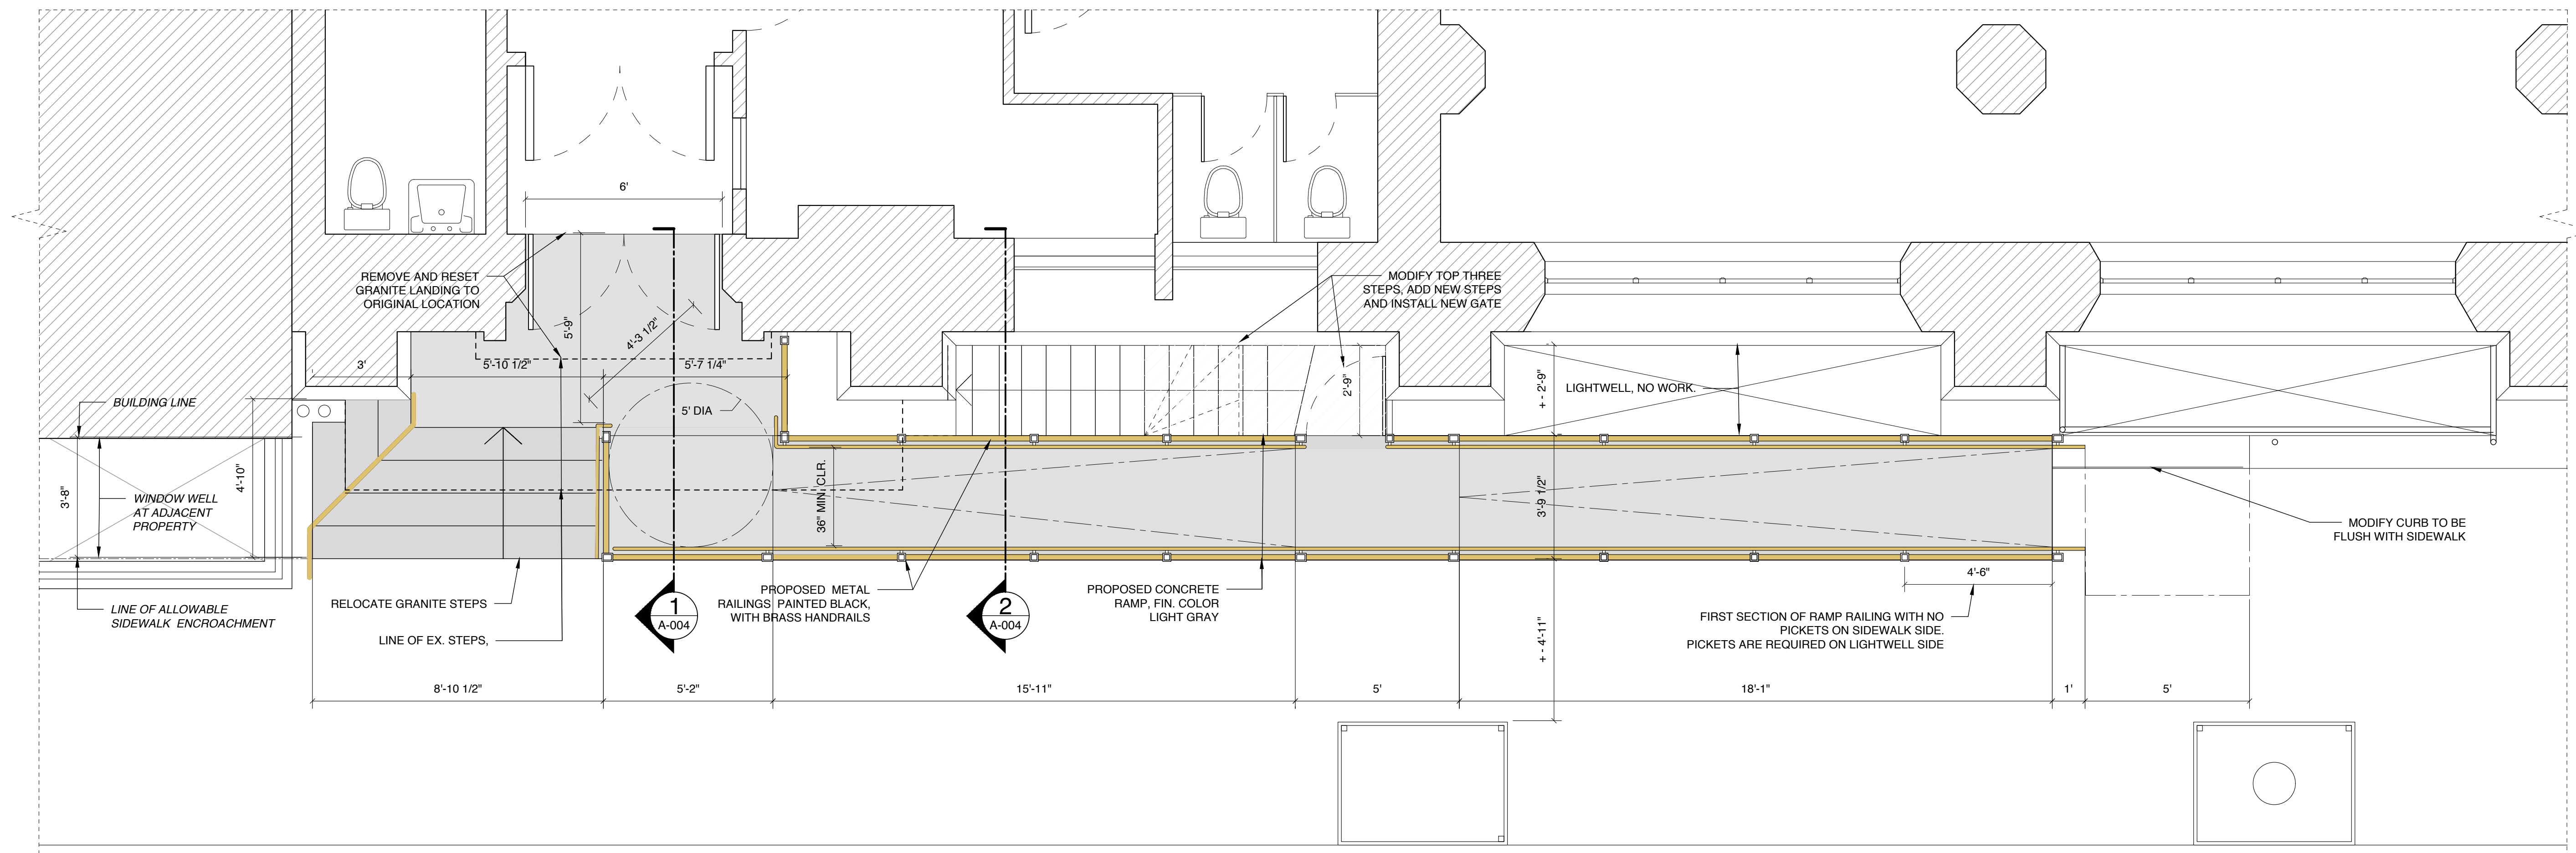 6'
REMOVE AND RESET
GRANITE LANDING TO
ORIGINAL LOCATION
5'-9"
4'-3 1/2"
MODIFY TOP THREE
STEPS, ADD NEW STEPS
AND INSTALL NEW GATE
3'
5'-10 1/2"
5'-7 1/4"
5' DIA
2'-9"
LIGHTWELL, NO WORK.
+ - 2'-9"
BUILDING LINE
3'-8"
WINDOW WELL
AT ADJACENT
PROPERTY
4'-10"
36" MIN. CLR.
3'-9 1/2"
MODIFY CURB TO BE
FLUSH WITH SIDEWALK
LINE OF ALLOWABLE
SIDEWALK ENCROACHMENT
RELOCATE GRANITE STEPS
LINE OF EX. STEPS,
1
A-004
PROPOSED METAL
RAILINGS, PAINTED BLACK,
WITH BRASS HANDRAILS
2
A-004
PROPOSED CONCRETE
RAMP, FIN. COLOR
LIGHT GRAY
+ - 4'-11"
4'-6"
FIRST SECTION OF RAMP RAILING WITH NO
PICKETS ON SIDEWALK SIDE.
PICKETS ARE REQUIRED ON LIGHTWELL SIDE
8'-10 1/2"
5'-2"
15'-11"
5'
18'-1"
1'
5'